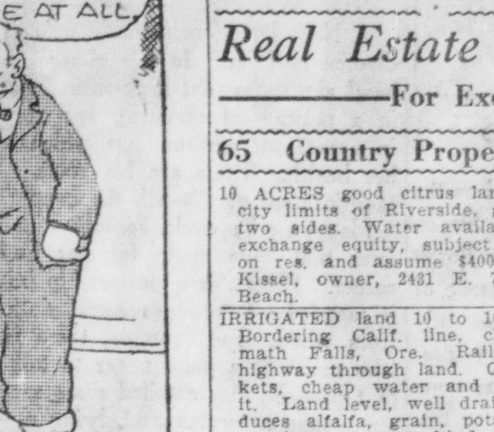 E AT ALL.
Real Estate
For Exc
65 Country Prope
10 ACRES good citrus lan
city limits of Riverside,
two sides. Water availa
exchange equity, subject
on res. and assume $400
Kissel, owner, 2431 E.
Beach.
IRRIGATED land 10 to 16
Bordering Calif. line, c
math Falls, Ore. Rail
highway through land. C
kets, cheap water and
it. Land level, well drai
duces alfalfa, grain, pot